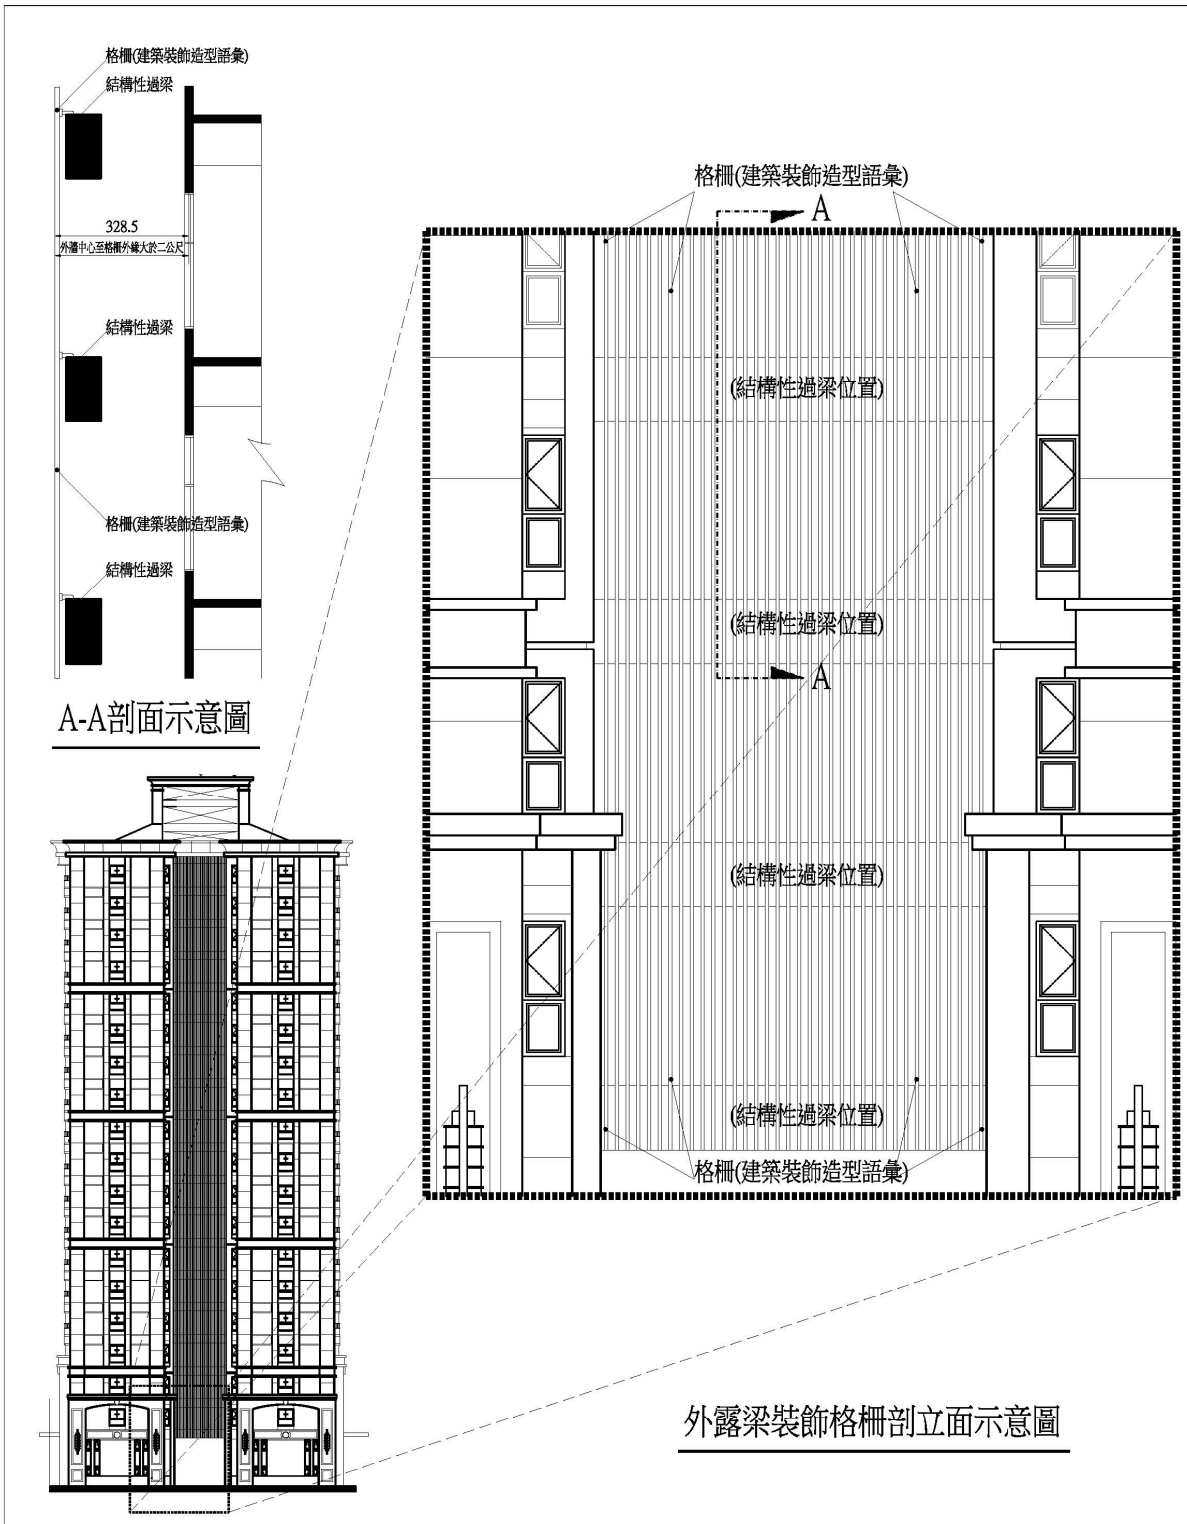 格柵(建築裝飾造型語彙)
結構性過梁
328.5
外牆中心至格柵外緣大於二公尺
結構性過梁
格柵(建築裝飾造型語彙)
結構性過梁
A-A剖面示意圖
格柵(建築裝飾造型語彙)
A
(結構性過梁位置)
(結構性過梁位置)
A
(結構性過梁位置)
(結構性過梁位置)
格柵(建築裝飾造型語彙)
外露梁裝飾格柵剖立面示意圖